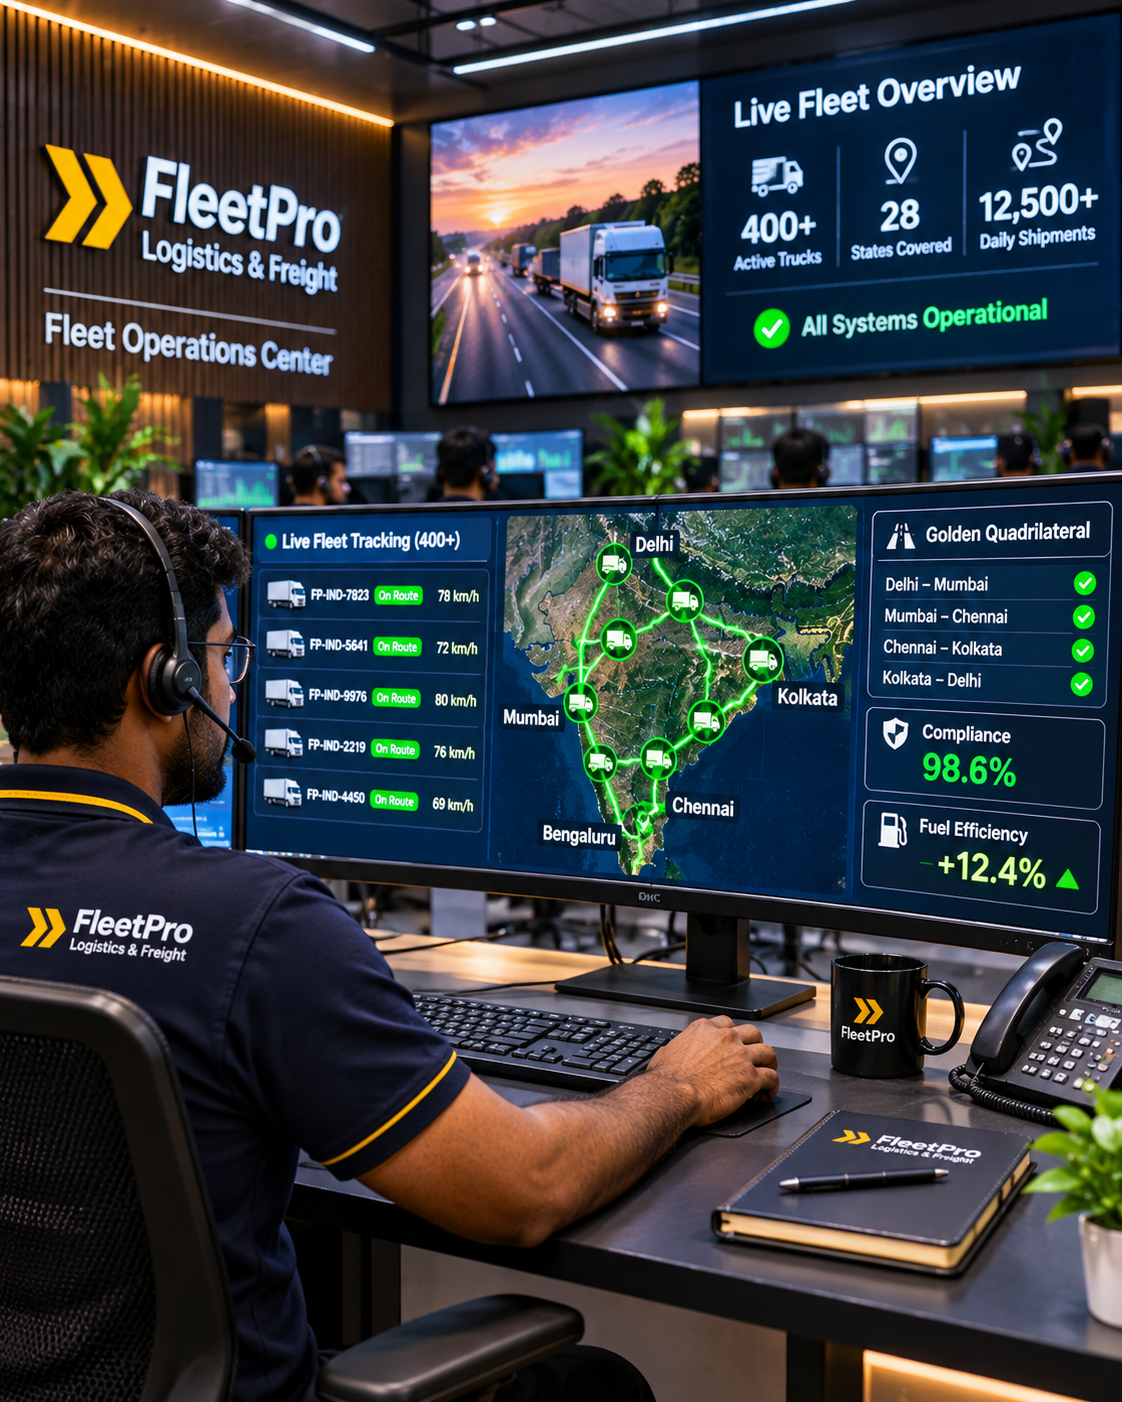 FleetPro
Logistics & Freight
Fleet Operations Center
Live Fleet Overview
400+
Active Trucks
28
States Covered
12,500+
Daily Shipments
All Systems Operational
Live Fleet Tracking (400+)
FP-IND-7823 On Route 78 km/h
FP-IND-5641 On Route 72 km/h
FP-IND-9976 On Route 80 km/h
FP-IND-2219 On Route 76 km/h
FP-IND-4450 On Route 69 km/h
Delhi
Mumbai
Kolkata
Chennai
Bengaluru
Golden Quadrilateral
Delhi – Mumbai
Mumbai – Chennai
Chennai – Kolkata
Kolkata – Delhi
Compliance
98.6%
Fuel Efficiency
+12.4%
FleetPro
Logistics & Freight
FleetPro
FleetPro
Logistics & Freight